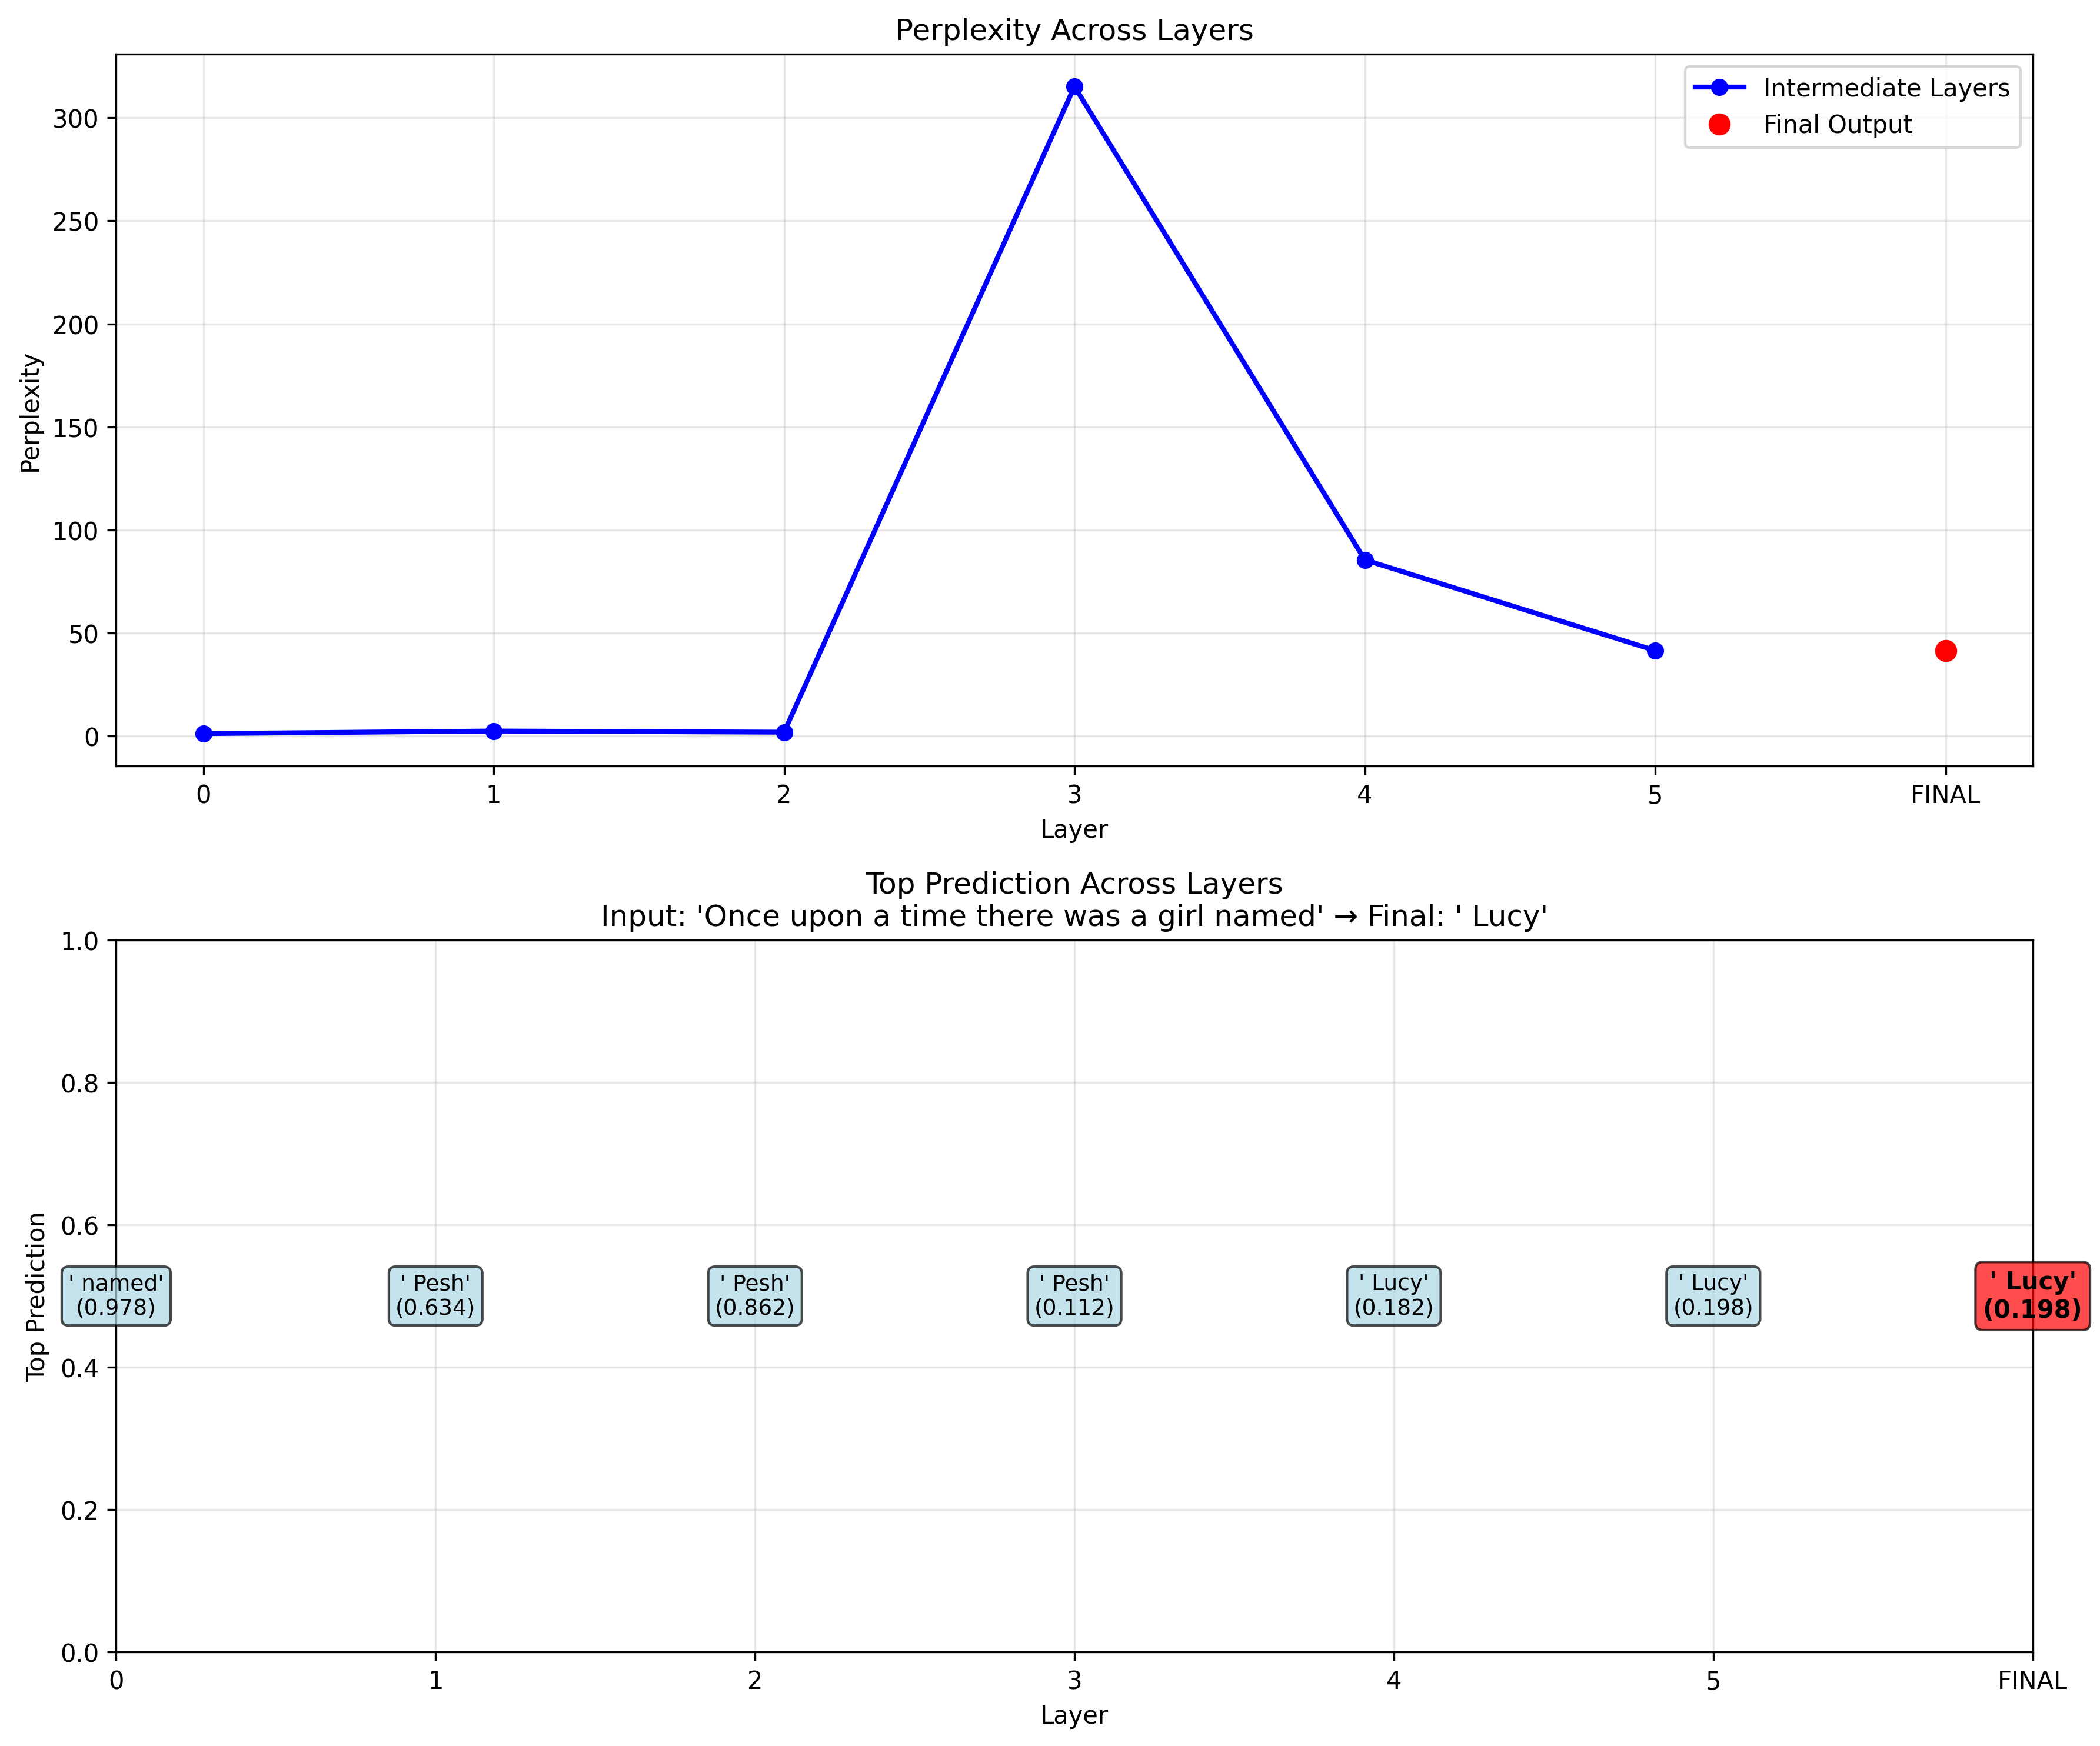 Perplexity Across Layers
Intermediate Layers
Final Output
Perplexity
300
250
200
150
100
50
0
0 1 2 3 4 5 FINAL
Layer
Top Prediction Across Layers
Input: 'Once upon a time there was a girl named' → Final: ' Lucy'
Top Prediction
1.0
0.8
0.6
0.4
0.2
0.0
' named'
(0.978)
' Pesh'
(0.634)
' Pesh'
(0.862)
' Pesh'
(0.112)
' Lucy'
(0.182)
' Lucy'
(0.198)
' Lucy'
(0.198)
0 1 2 3 4 5 FINAL
Layer